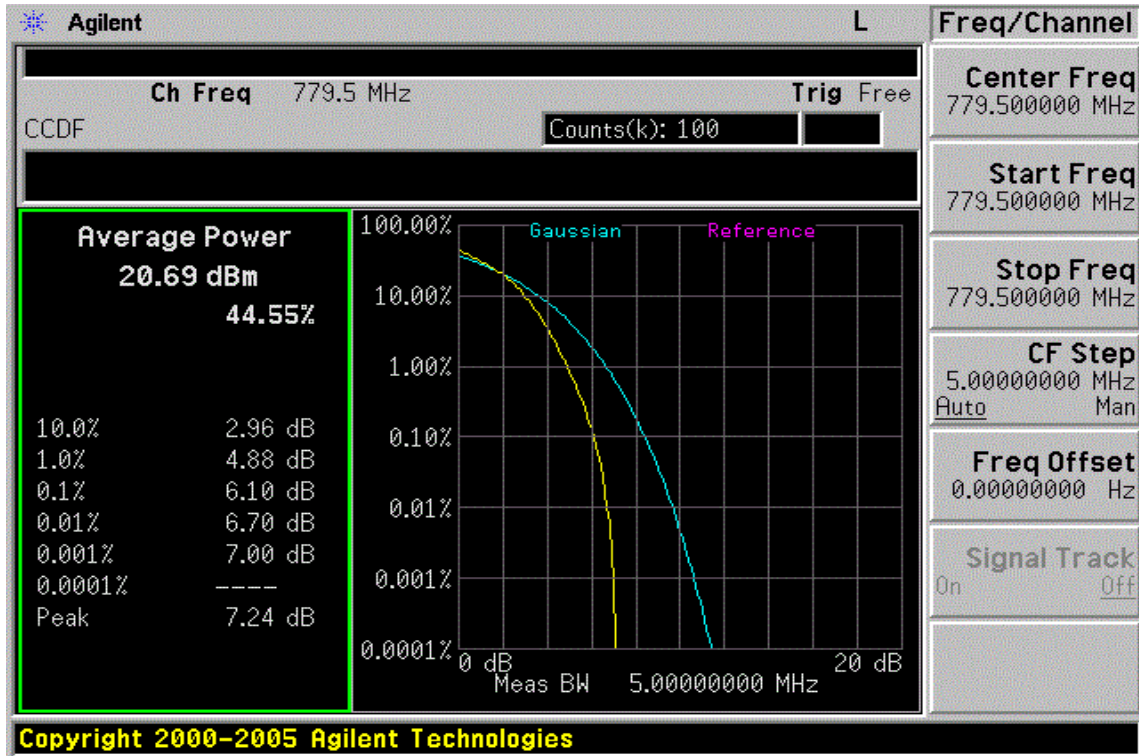 Agilent L
Ch Freq 779.5 MHz Trig Free
CCDF Counts(k): 100
Average Power
20.69 dBm
44.55%
10.0% 2.96 dB
1.0% 4.88 dB
0.1% 6.10 dB
0.01% 6.70 dB
0.001% 7.00 dB
0.0001% ----
Peak 7.24 dB
100.00%
10.00%
1.00%
0.10%
0.01%
0.001%
0.0001%
Gaussian Reference
0 dB 20 dB
Meas BW 5.00000000 MHz
Freq/Channel
Center Freq
779.500000 MHz
Start Freq
779.500000 MHz
Stop Freq
779.500000 MHz
CF Step
5.00000000 MHz
Auto Man
Freq Offset
0.00000000 Hz
Signal Track
On Off
Copyright 2000-2005 Agilent Technologies